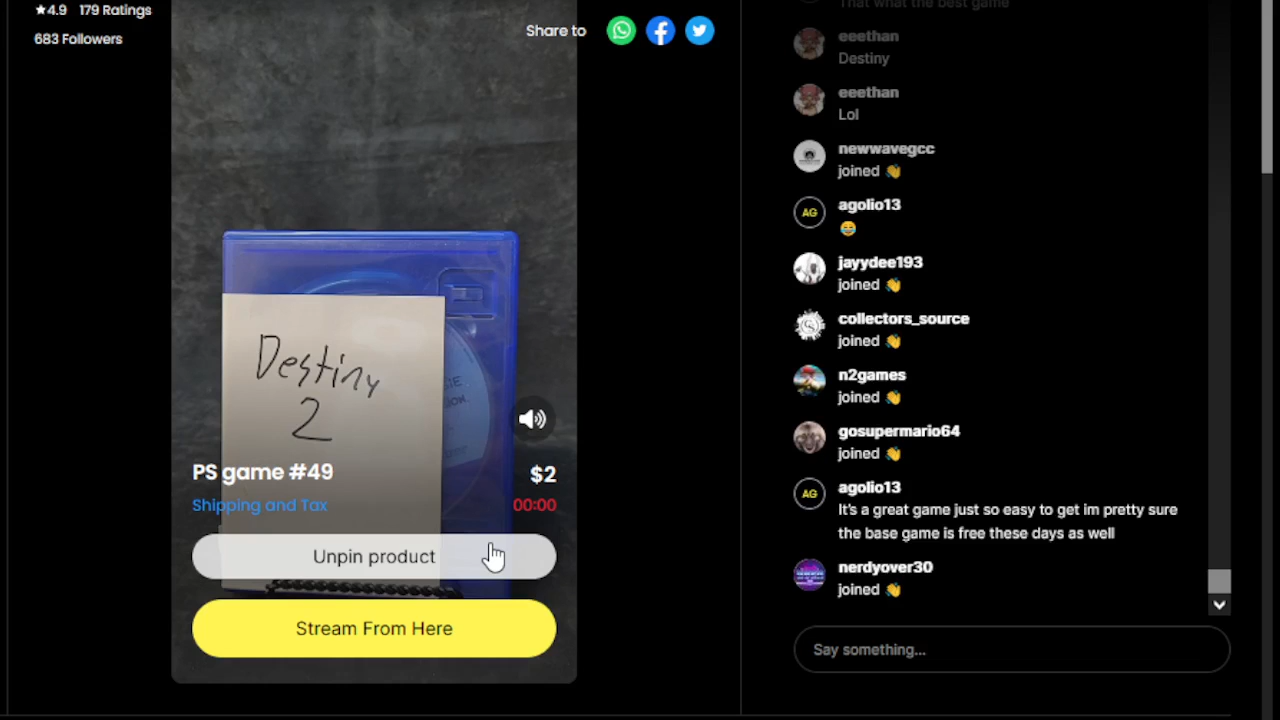 ★4.9 179 Ratings
683 Followers
Share to
Destiny
2
PS game #49
$2
Shipping and Tax
00:00
Unpin product
Stream From Here
That what the best game
eeethan
Destiny
eeethan
Lol
newwavegcc
joined 👏
AG
agolio13
😂
jayydee193
joined 👏
collectors_source
joined 👏
n2games
joined 👏
gosupermario64
joined 👏
AG
agolio13
It's a great game just so easy to get im pretty sure
the base game is free these days as well
nerdyover30
joined 👏
Say something...